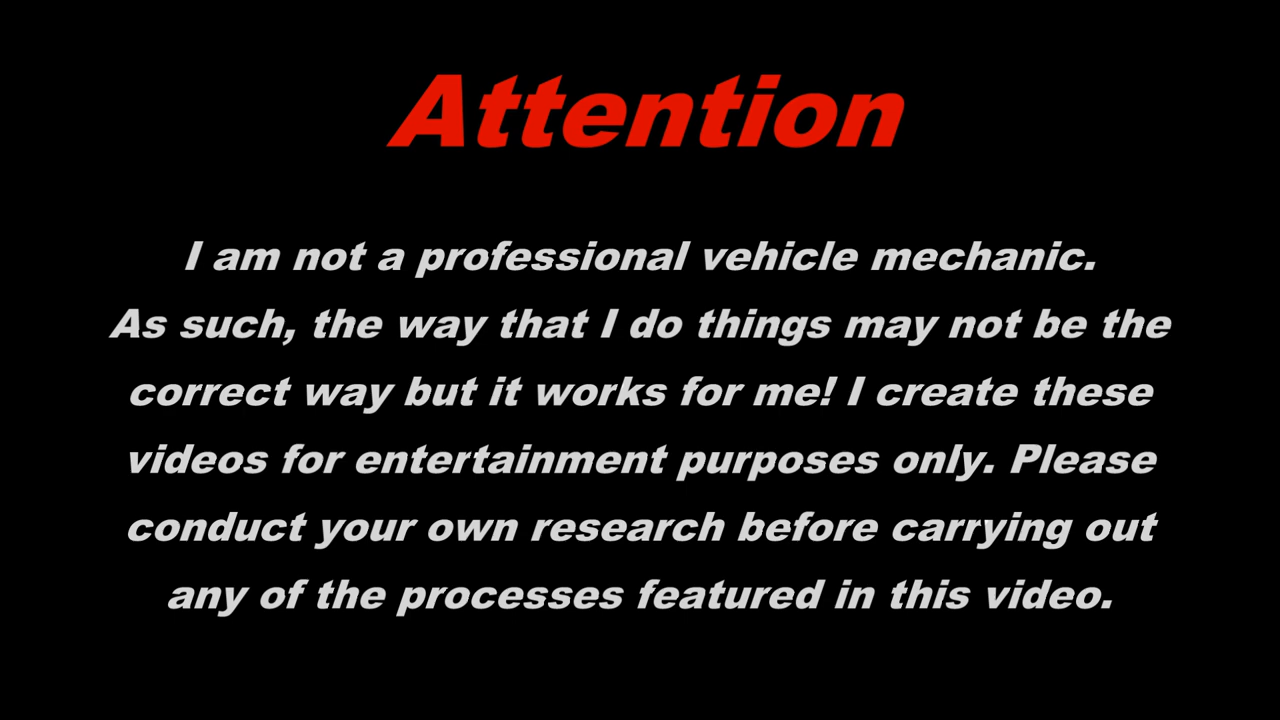 Attention
I am not a professional vehicle mechanic.
As such, the way that I do things may not be the
correct way but it works for me! I create these
videos for entertainment purposes only. Please
conduct your own research before carrying out
any of the processes featured in this video.